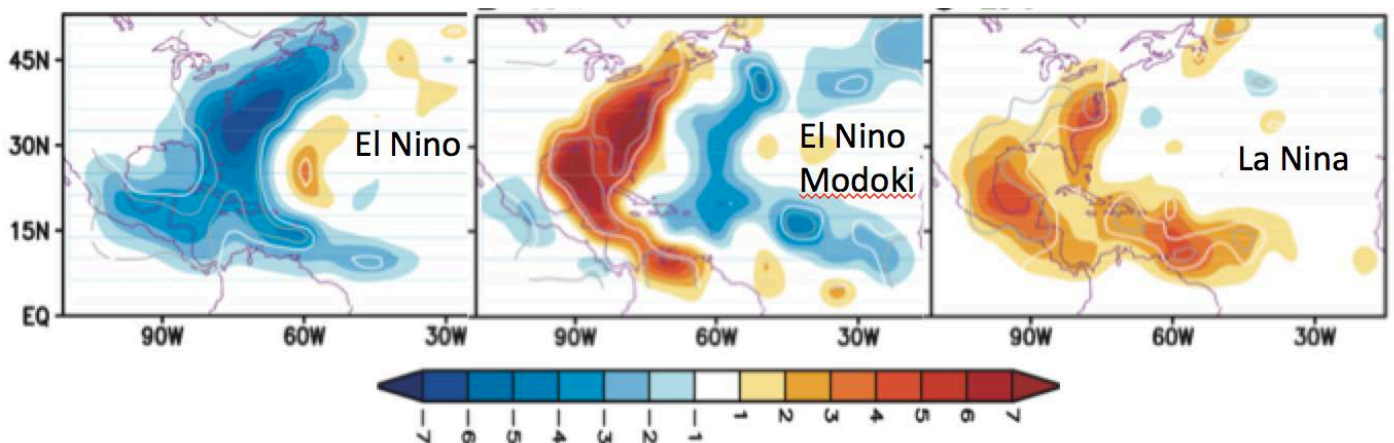 45N
30N
15N
EQ
El Nino
El Nino
Modoki
La Nina
90W 60W 30W 90W 60W 30W 90W 60W 30W
-7 -6 -5 -4 -3 -2 -1 1 2 3 4 5 6 7